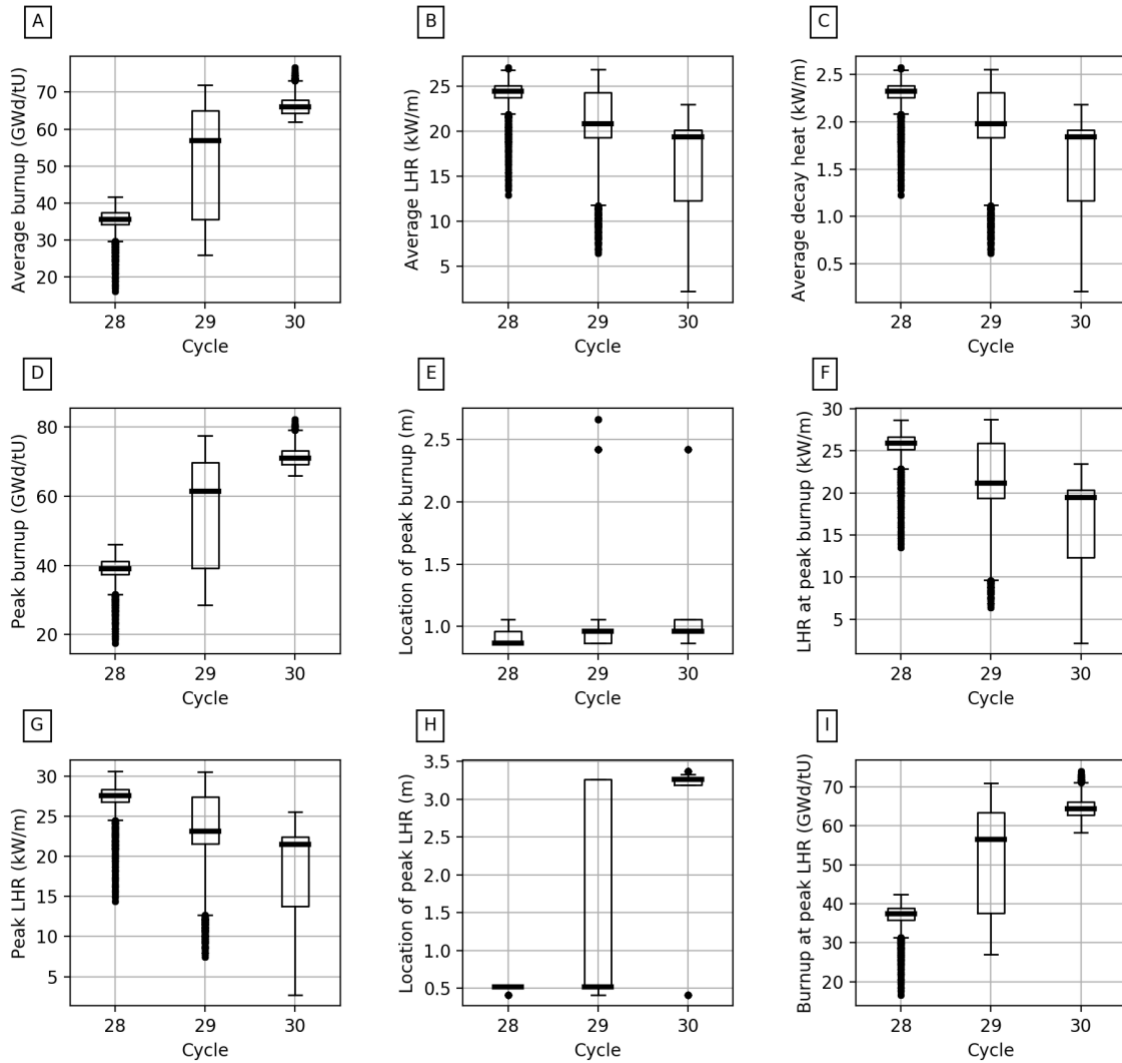 A
Average burnup (GWd/tU)
70
60
50
40
30
20
28 29 30
Cycle
B
Average LHR (kW/m)
25
20
15
10
5
28 29 30
Cycle
C
Average decay heat (kW/m)
2.5
2.0
1.5
1.0
0.5
28 29 30
Cycle
D
Peak burnup (GWd/tU)
80
60
40
20
28 29 30
Cycle
E
Location of peak burnup (m)
2.5
2.0
1.5
1.0
28 29 30
Cycle
F
LHR at peak burnup (kW/m)
30
25
20
15
10
5
28 29 30
Cycle
G
Peak LHR (kW/m)
30
25
20
15
10
5
28 29 30
Cycle
H
Location of peak LHR (m)
3.5
3.0
2.5
2.0
1.5
1.0
0.5
28 29 30
Cycle
I
Burnup at peak LHR (GWd/tU)
70
60
50
40
30
20
28 29 30
Cycle